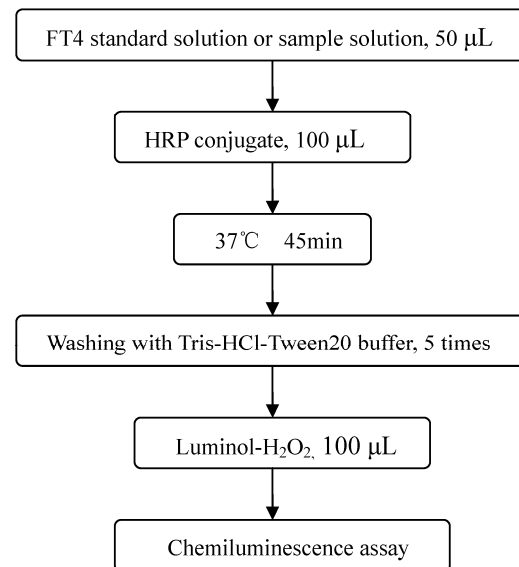 FT4 standard solution or sample solution, 50 μL
HRP conjugate, 100 μL
37℃ 45min
Washing with Tris-HCl-Tween20 buffer, 5 times
Luminol-H₂O₂, 100 μL
Chemiluminescence assay